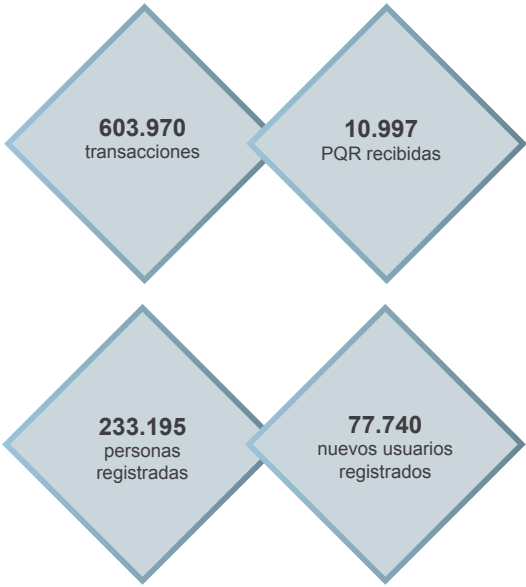 603.970
transacciones
10.997
PQR recibidas
233.195
personas
registradas
77.740
nuevos usuarios
registrados